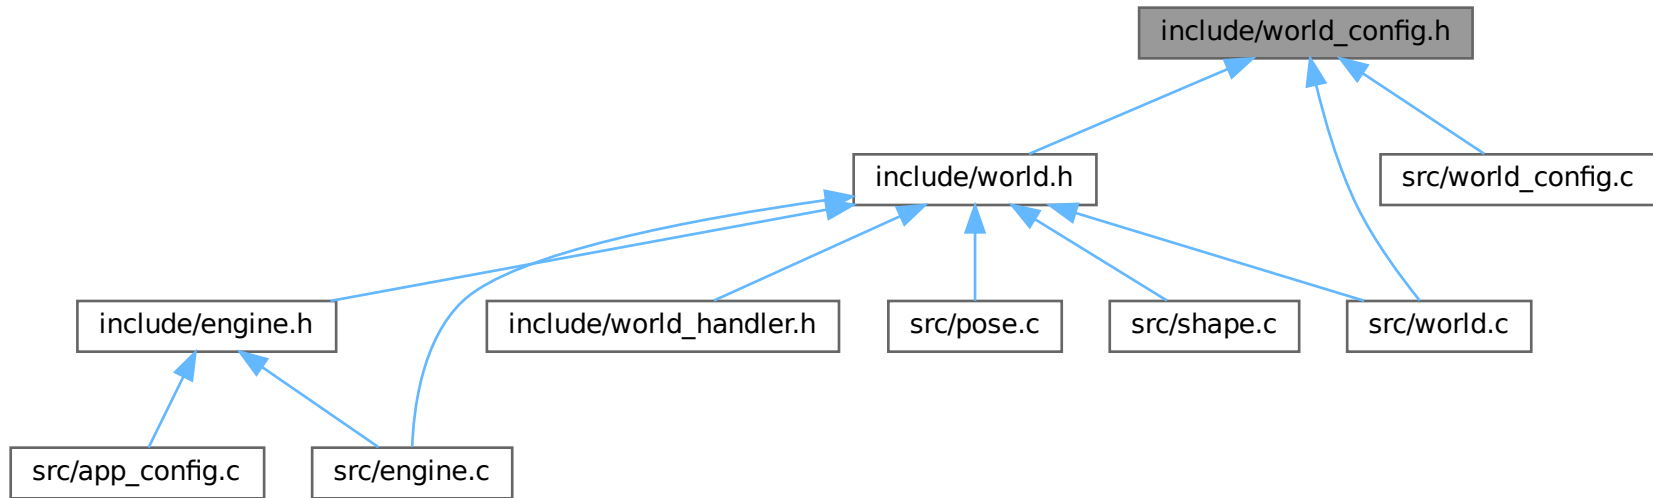 include/world_config.h
include/world.h
src/world_config.c
include/engine.h
include/world_handler.h
src/pose.c
src/shape.c
src/world.c
src/app_config.c
src/engine.c